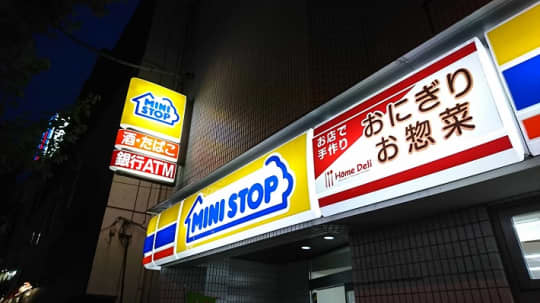 MINI
STOP
酒・たばこ
銀行ATM
MINI STOP
お店で
手作り
おにぎり
お惣菜
Home Deli